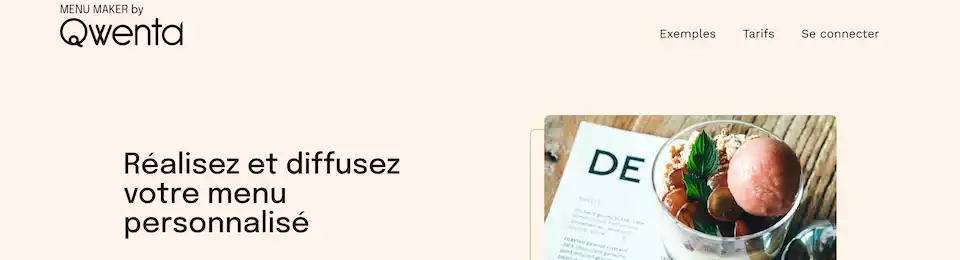 MENU MAKER by
Qwenta
Exemples
Tarifs
Se connecter
Réalisez et diffusez
votre menu
personnalisé
DE